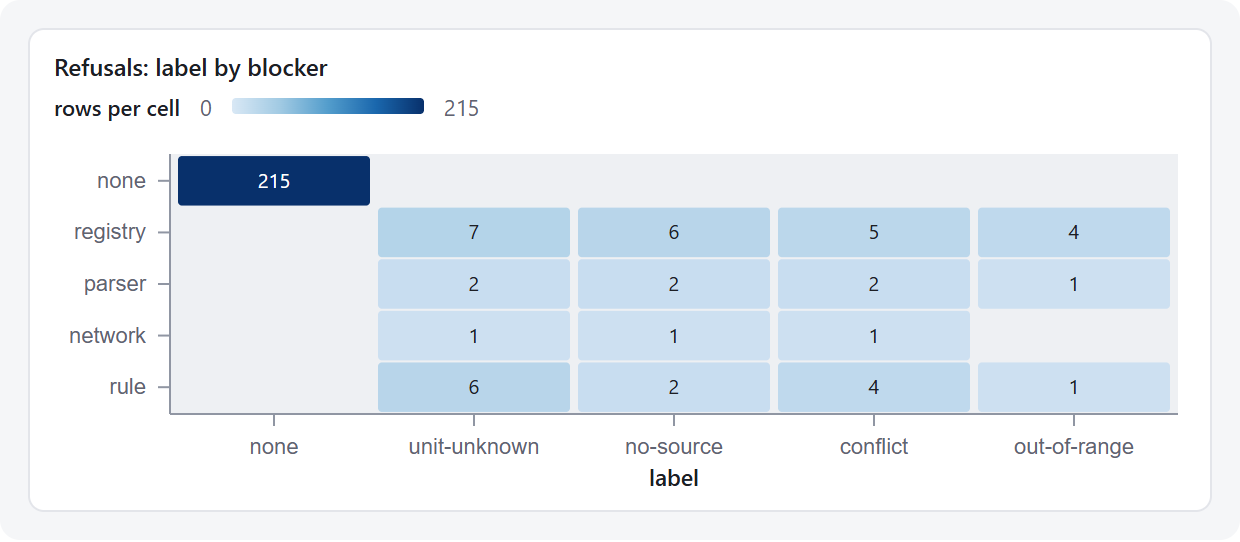 Refusals: label by blocker
rows per cell 0 215
none 215
registry 7 6 5 4
parser 2 2 2 1
network 1 1 1
rule 6 2 4 1
none unit-unknown no-source conflict out-of-range
label